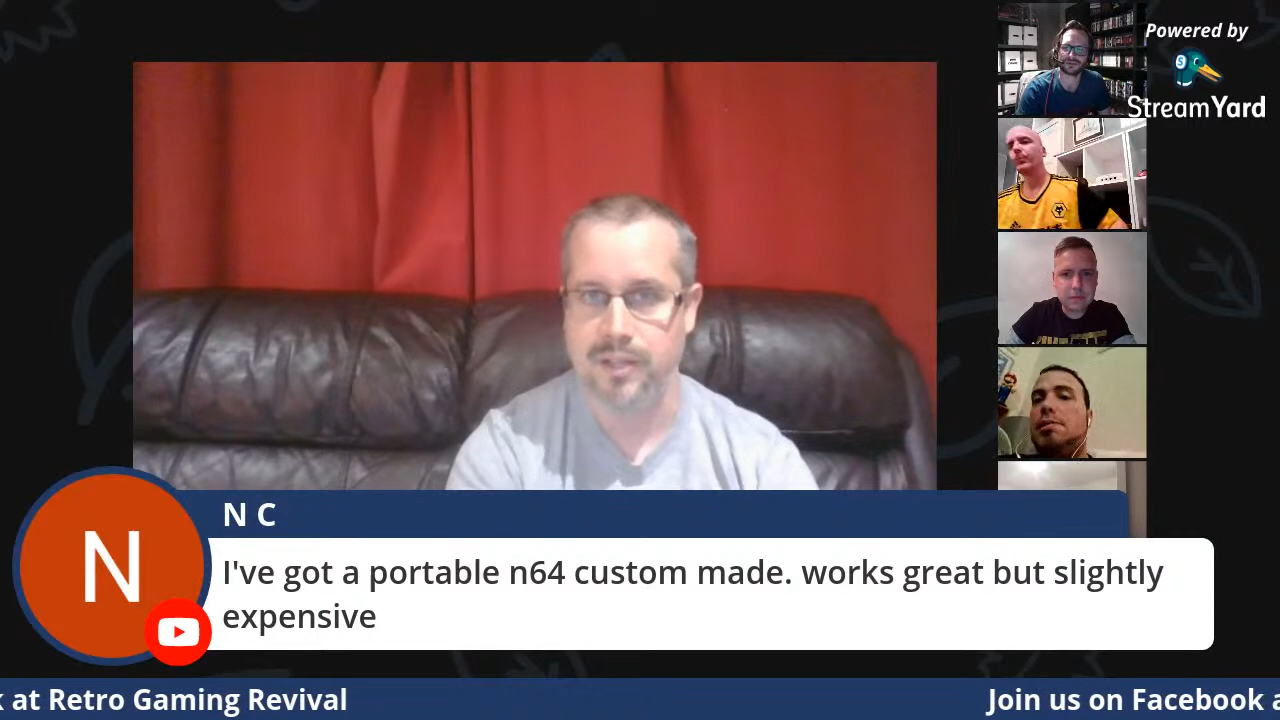 Powered by
StreamYard
N C
N
I've got a portable n64 custom made. works great but slightly
expensive
at Retro Gaming Revival
Join us on Facebook